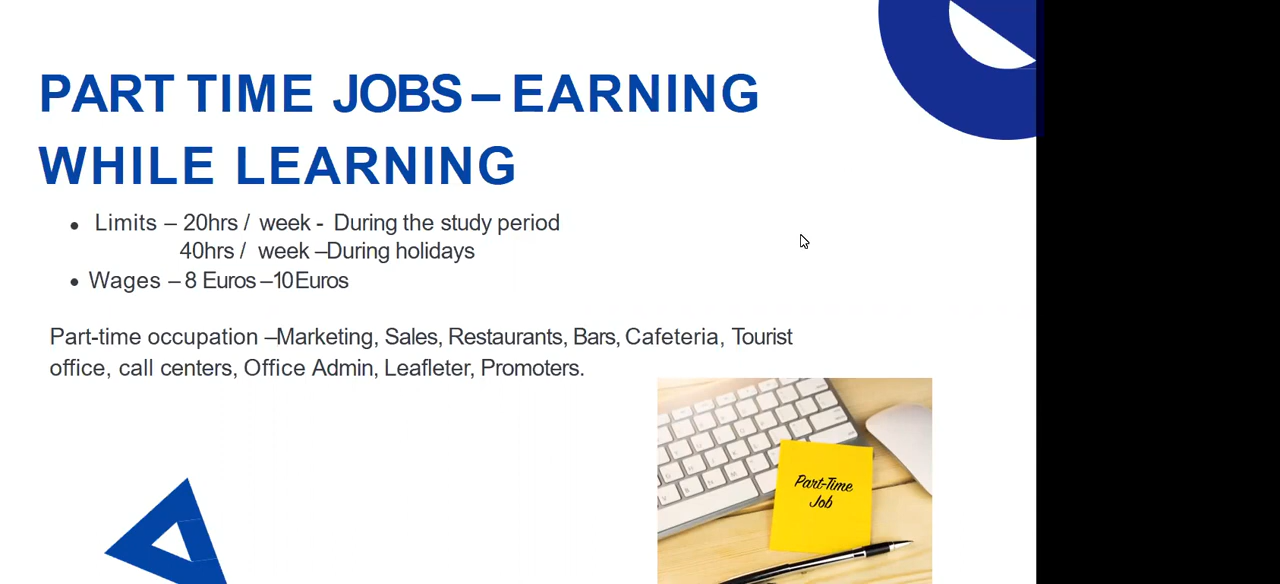 PART TIME JOBS – EARNING
WHILE LEARNING
• Limits – 20hrs / week - During the study period
40hrs / week –During holidays
• Wages – 8 Euros –10Euros
Part-time occupation –Marketing, Sales, Restaurants, Bars, Cafeteria, Tourist
office, call centers, Office Admin, Leafleter, Promoters.
Part-Time
Job